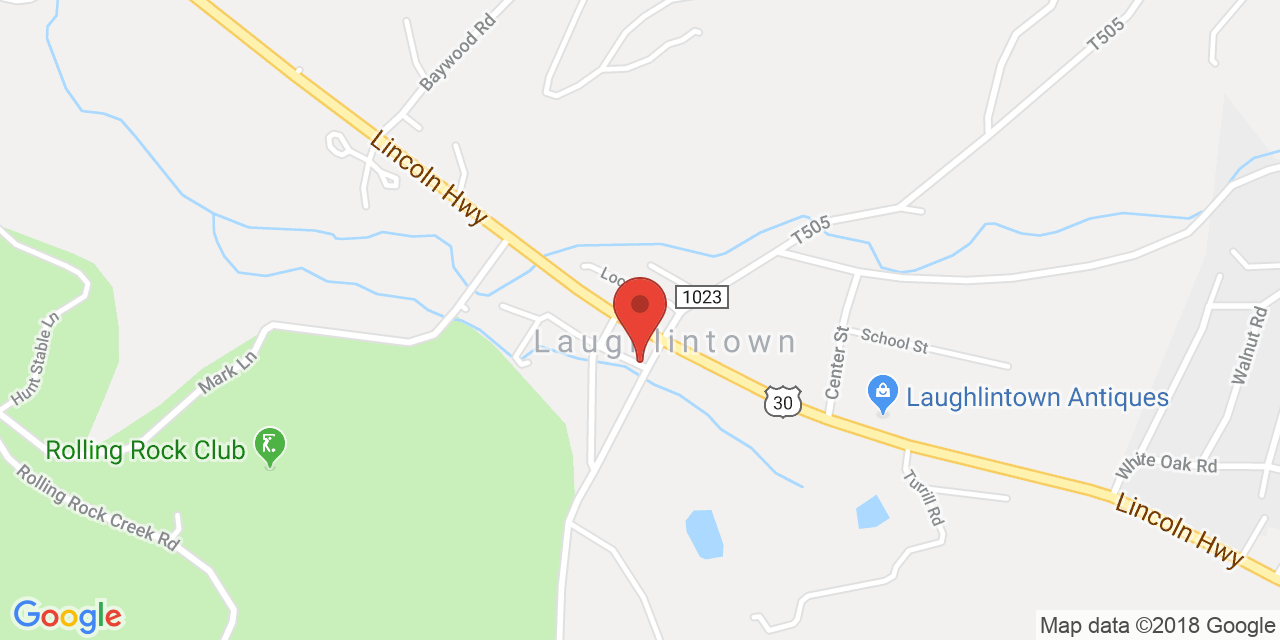 Baywood Rd
T505
Lincoln Hwy
T505
1023
Laughlintown
Hunt Stable Ln
Mark Ln
School St
Center St
Walnut Rd
30
Laughlintown Antiques
Rolling Rock Club
White Oak Rd
Turrill Rd
Rolling Rock Creek Rd
Lincoln Hwy
Google
Map data ©2018 Google